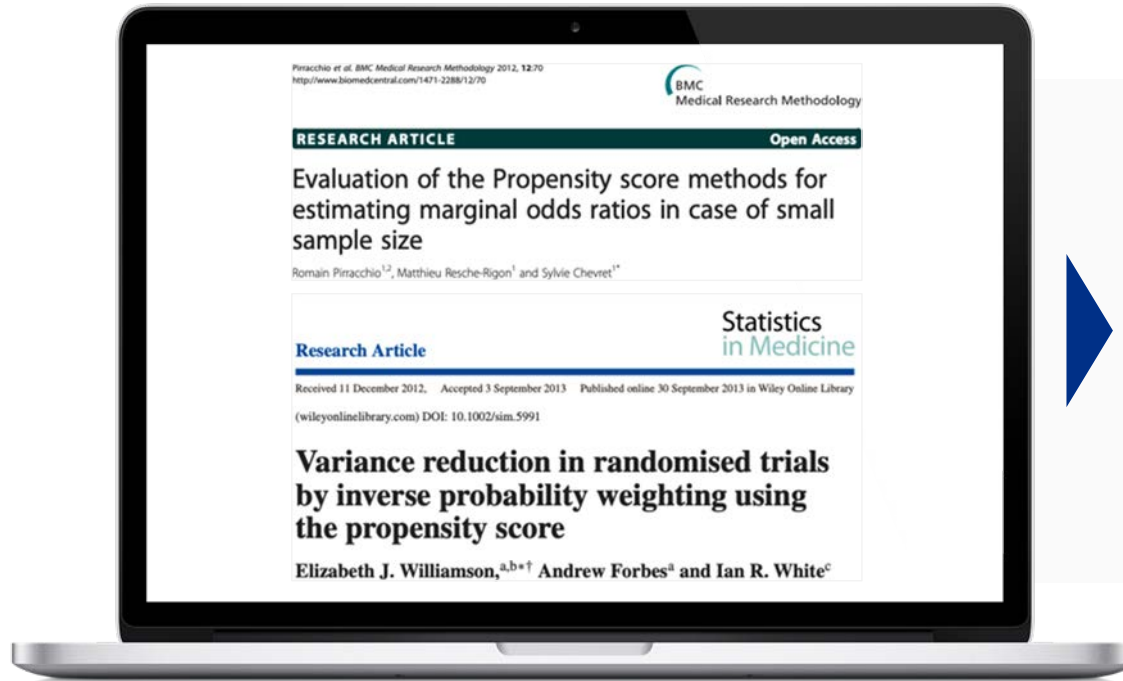 Pirracchio et al. BMC Medical Research Methodology 2012, 12:70
http://www.biomedcentral.com/1471-2288/12/70
BMC
Medical Research Methodology
RESEARCH ARTICLE Open Access
Evaluation of the Propensity score methods for
estimating marginal odds ratios in case of small
sample size
Romain Pirracchio1,2, Matthieu Resche-Rigon1 and Sylvie Chevret1*
Statistics
in Medicine
Research Article
Received 11 December 2012, Accepted 3 September 2013 Published online 30 September 2013 in Wiley Online Library
(wileyonlinelibrary.com) DOI: 10.1002/sim.5991
Variance reduction in randomised trials
by inverse probability weighting using
the propensity score
Elizabeth J. Williamson,a,b*† Andrew Forbesa and Ian R. Whitec